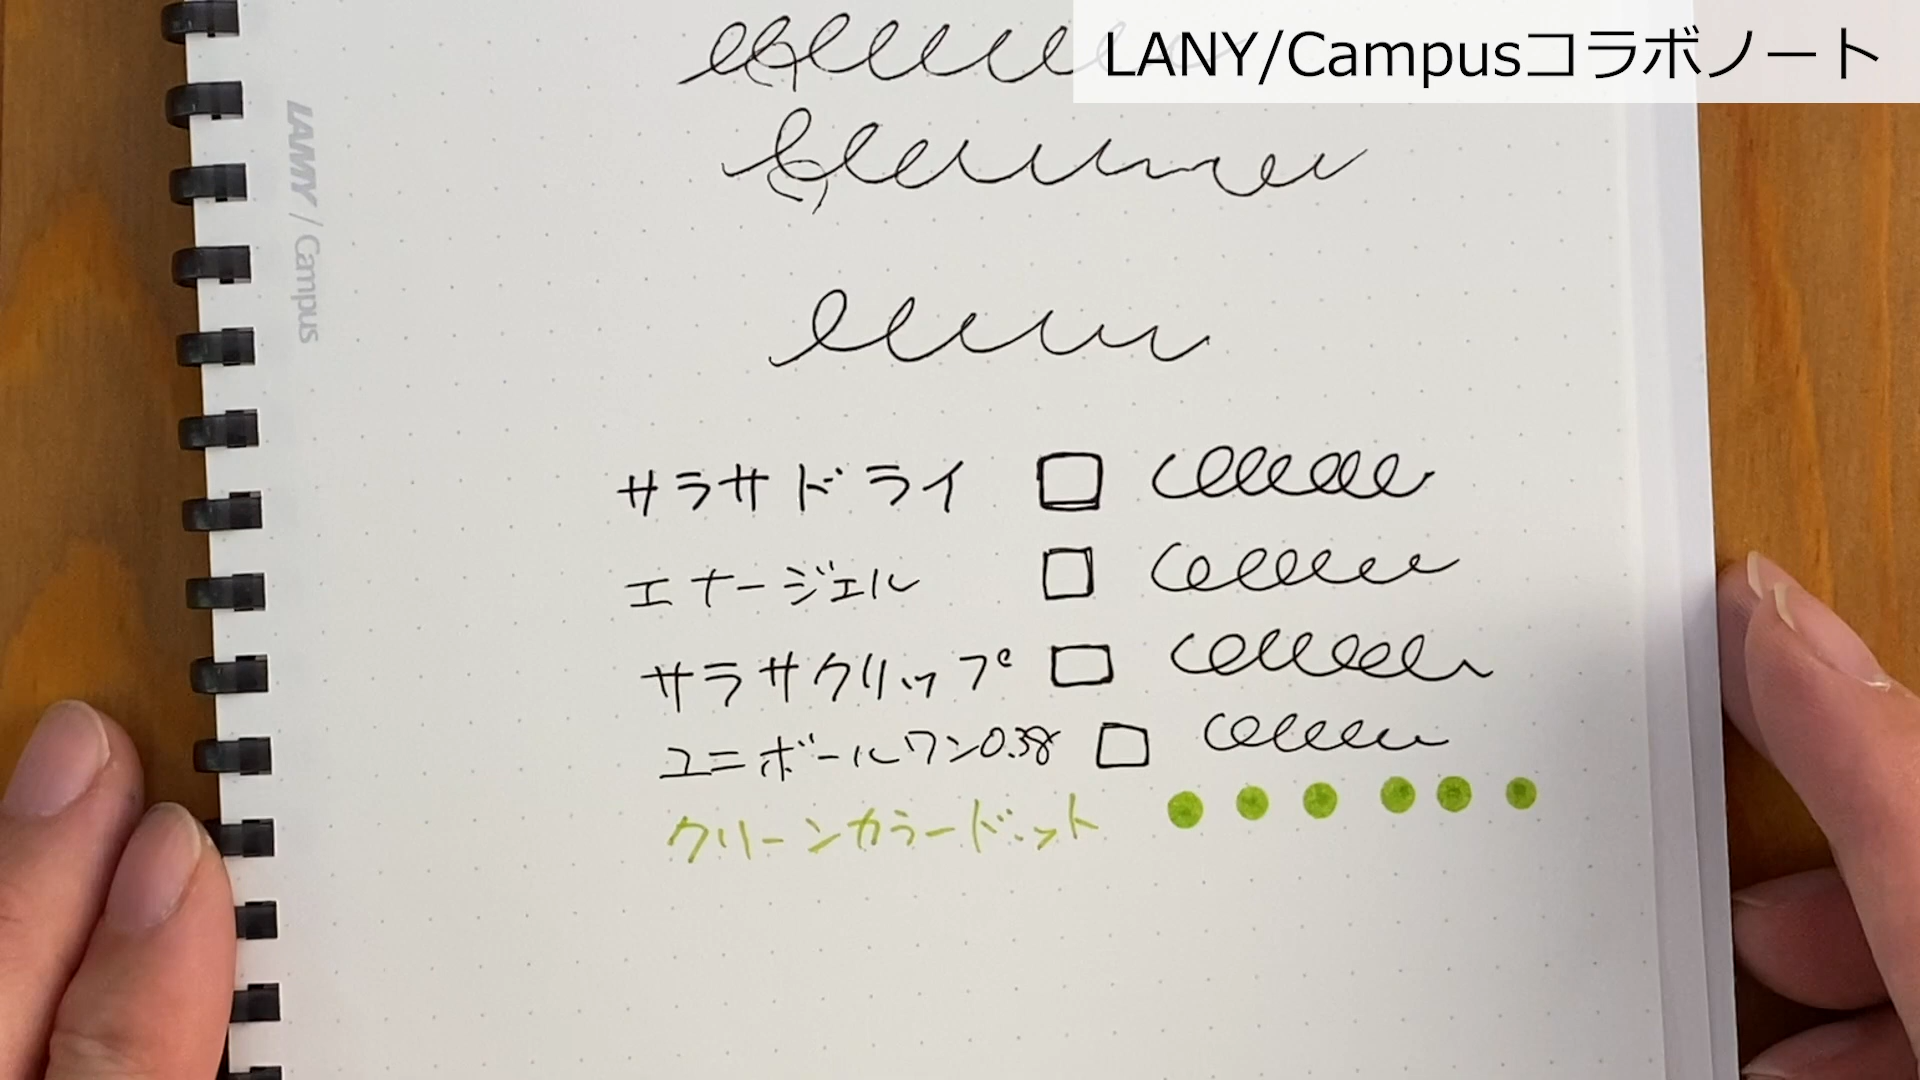 LANY/Campusコラボノート
LAMY / Campus
サラサドライ
エナージェル
サラサクリップ
ユニボールワン0.38
クリーンカラードット